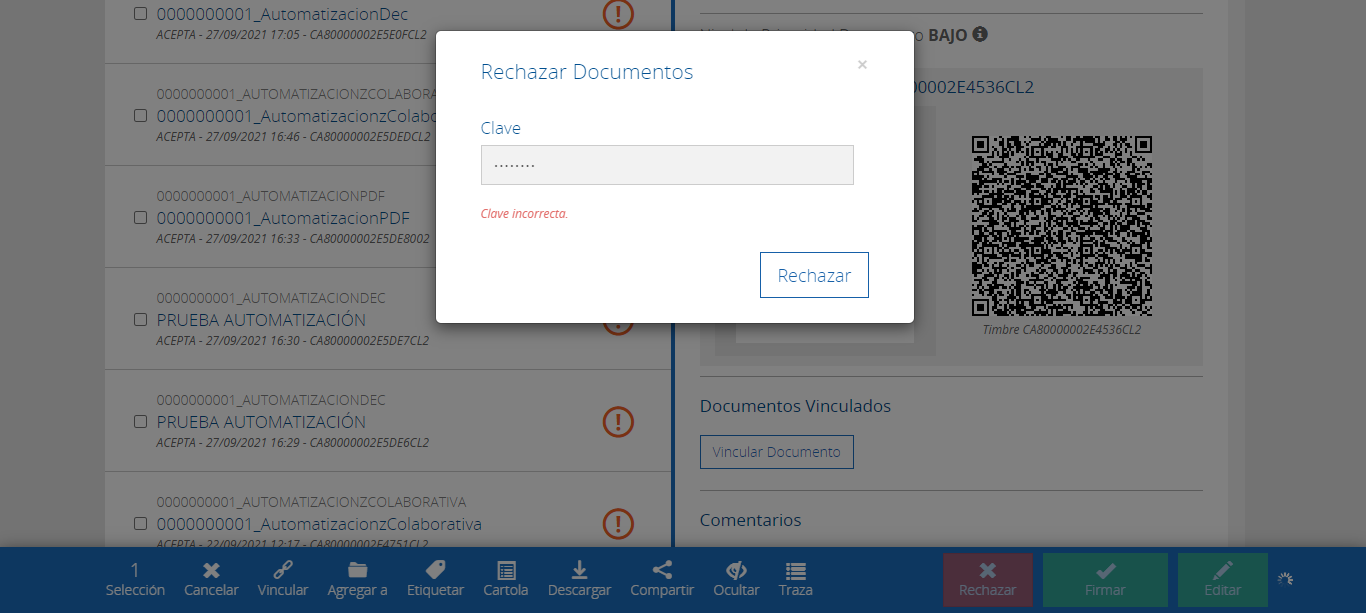 0000000001_AutomatizacionDec
ACEPTA - 27/09/2021 17:05 - CA80000002E5E0FCL2
0000000001_AUTOMATIZACIONZCOLABORA
0000000001_AutomatizacionzColabo
ACEPTA - 27/09/2021 16:46 - CA80000002E5DEDCL2
0000000001_AUTOMATIZACIONPDF
0000000001_AutomatizacionPDF
ACEPTA - 27/09/2021 16:33 - CA80000002E5DE8002
0000000001_AUTOMATIZACIONDEC
PRUEBA AUTOMATIZACIÓN
ACEPTA - 27/09/2021 16:30 - CA80000002E5DE7CL2
0000000001_AUTOMATIZACIONDEC
PRUEBA AUTOMATIZACIÓN
ACEPTA - 27/09/2021 16:29 - CA80000002E5DE6CL2
0000000001_AUTOMATIZACIONZCOLABORATIVA
0000000001_AutomatizacionzColaborativa
ACEPTA - 22/09/2021 12:17 - CA80000002E4751CL2
Rechazar Documentos
×
Clave
........
Clave incorrecta.
Rechazar
BAJO
00002E4536CL2
Timbre CA80000002E4536CL2
Documentos Vinculados
Vincular Documento
Comentarios
1
Selección
Cancelar
Vincular
Agregar a
Etiquetar
Cartola
Descargar
Compartir
Ocultar
Traza
Rechazar
Firmar
Editar